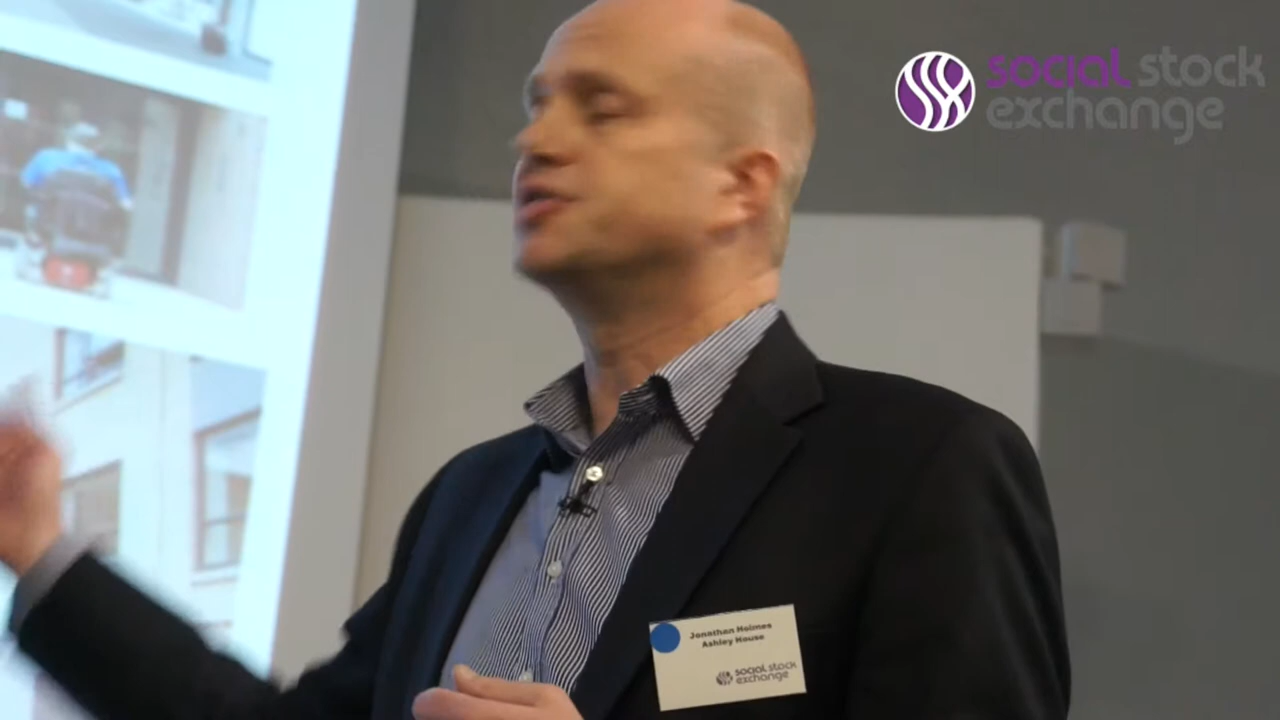 social stock
exchange
Jonathan Holmes
Ashley House
social stock
exchange